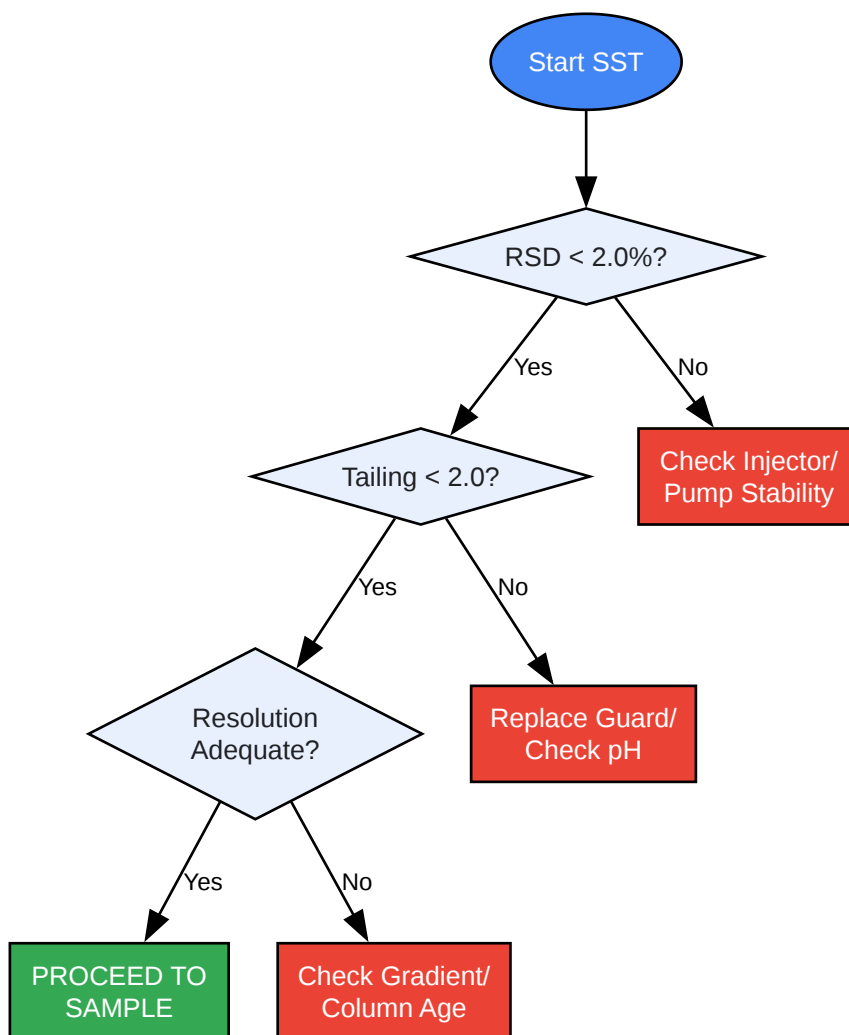 Start SST
RSD < 2.0%?
Yes
No
Tailing < 2.0?
Check Injector/
Pump Stability
Yes
No
Resolution
Adequate?
Replace Guard/
Check pH
Yes
No
PROCEED TO
SAMPLE
Check Gradient/
Column Age